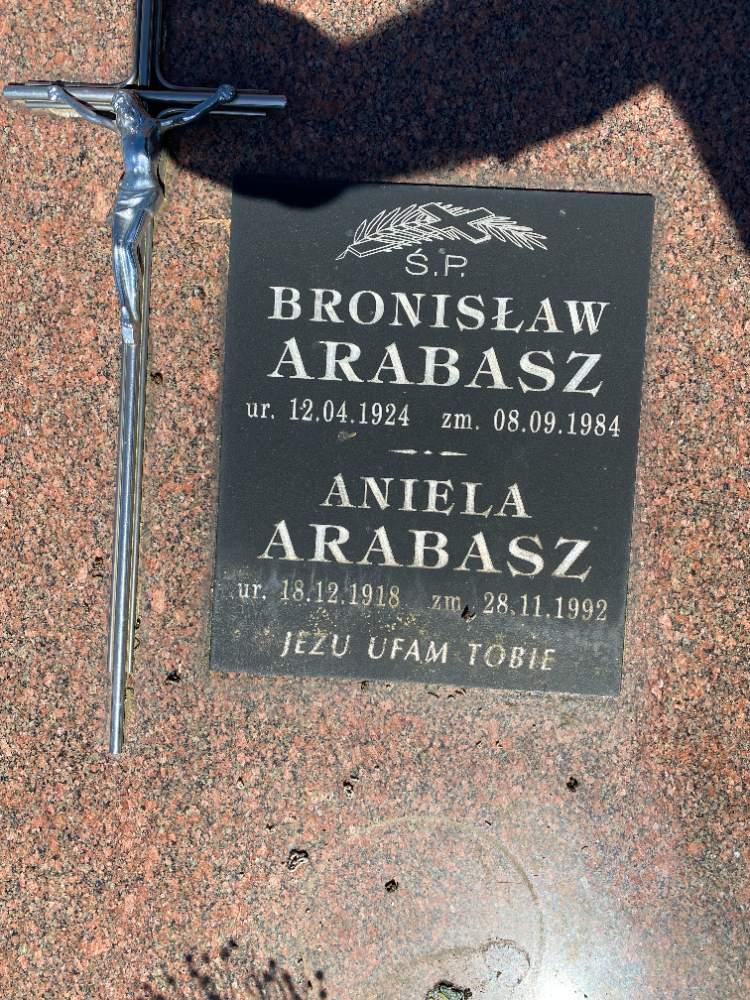 Ś.P.
BRONISŁAW
ARABASZ
ur. 12.04.1924 zm. 08.09.1984
ANIELA
ARABASZ
ur. 18.12.1918 zm. 28.11.1992
JEZU UFAM TOBIE